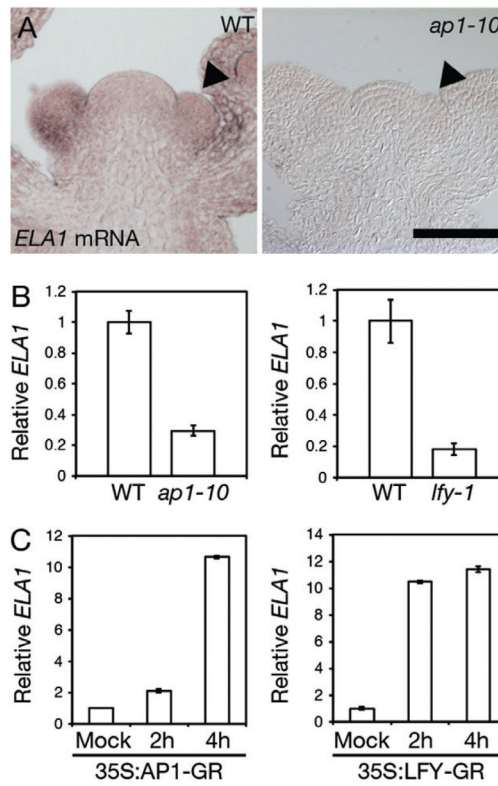 A
WT
ap1-10
ELA1 mRNA
B
Relative ELA1
1.2
1
0.8
0.6
0.4
0.2
0
WT ap1-10
Relative ELA1
1.2
1
0.8
0.6
0.4
0.2
0
WT lfy-1
C
Relative ELA1
12
10
8
6
4
2
0
Mock 2h 4h
35S:AP1-GR
Relative ELA1
14
12
10
8
6
4
2
0
Mock 2h 4h
35S:LFY-GR